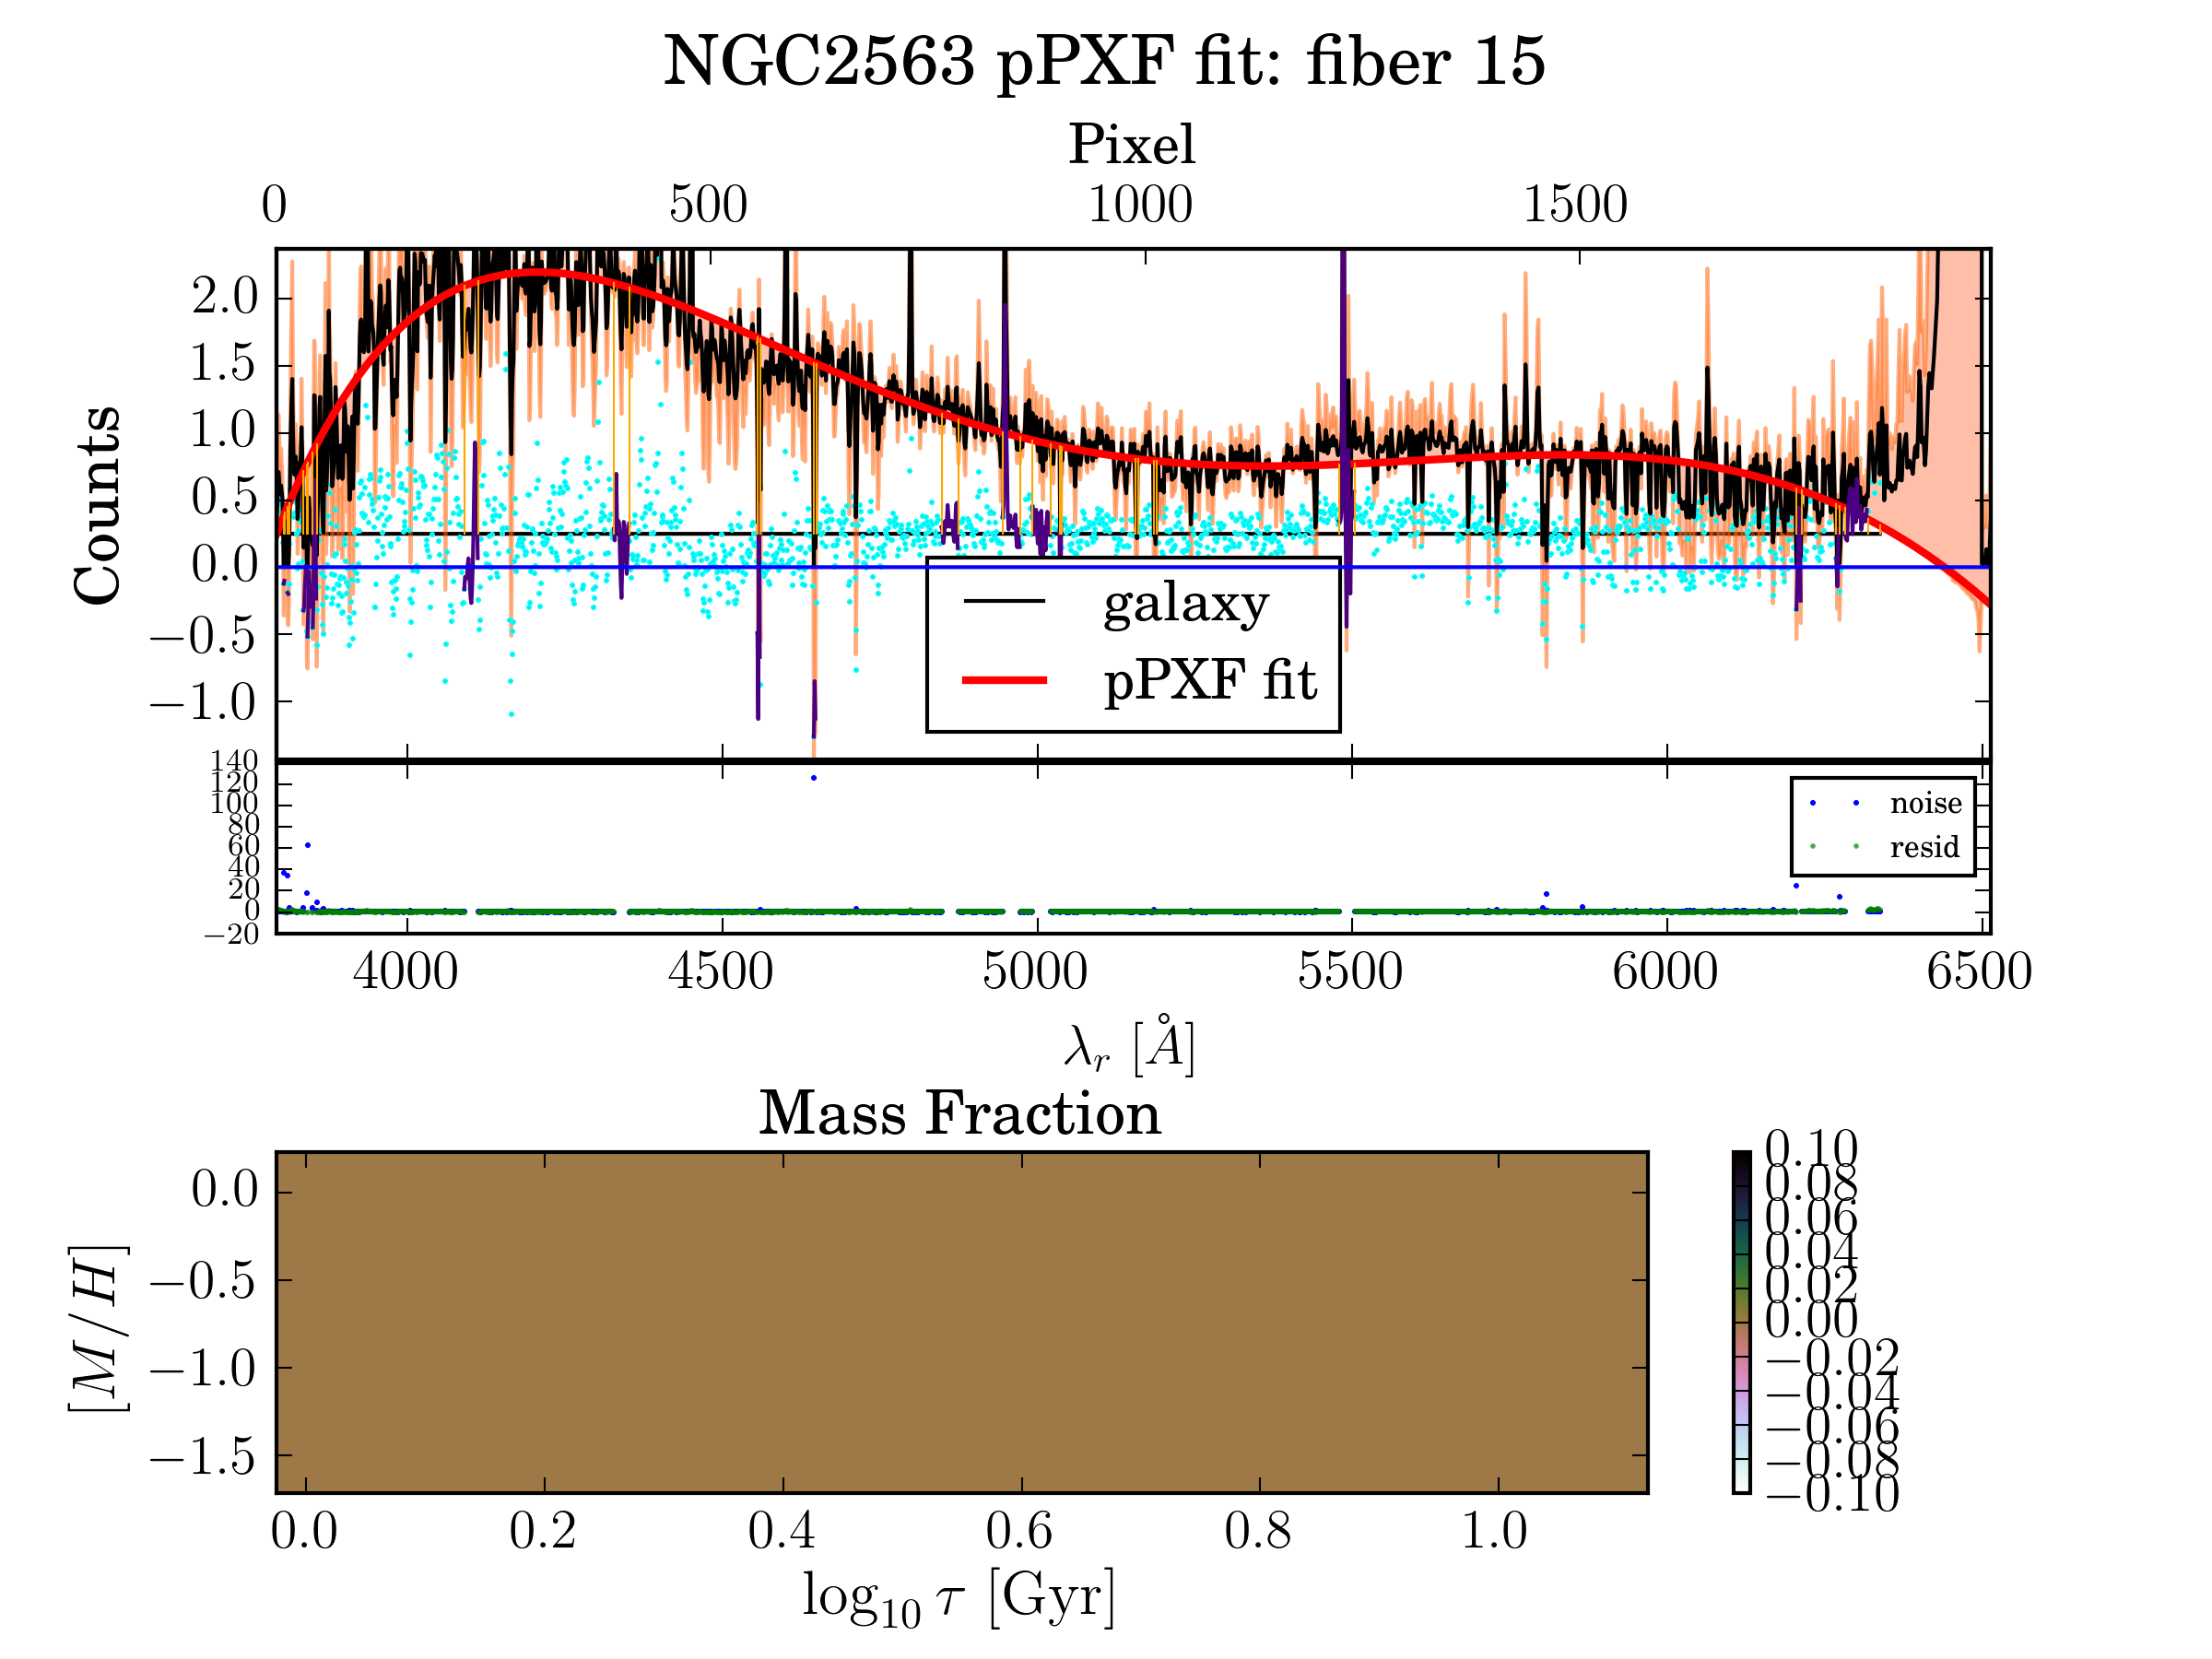 NGC2563 pPXF fit: fiber 15
Pixel
0 500 1000 1500
Counts
2.0
1.5
1.0
0.5
0.0
−0.5
−1.0
galaxy
pPXF fit
140
120
100
80
60
40
20
0
−20
noise
resid
4000 4500 5000 5500 6000 6500
λr [Å]
Mass Fraction
[M/H]
0.0
−0.5
−1.0
−1.5
0.0 0.2 0.4 0.6 0.8 1.0
log10 τ [Gyr]
0.10
0.08
0.06
0.04
0.02
0.00
−0.02
−0.04
−0.06
−0.08
−0.10